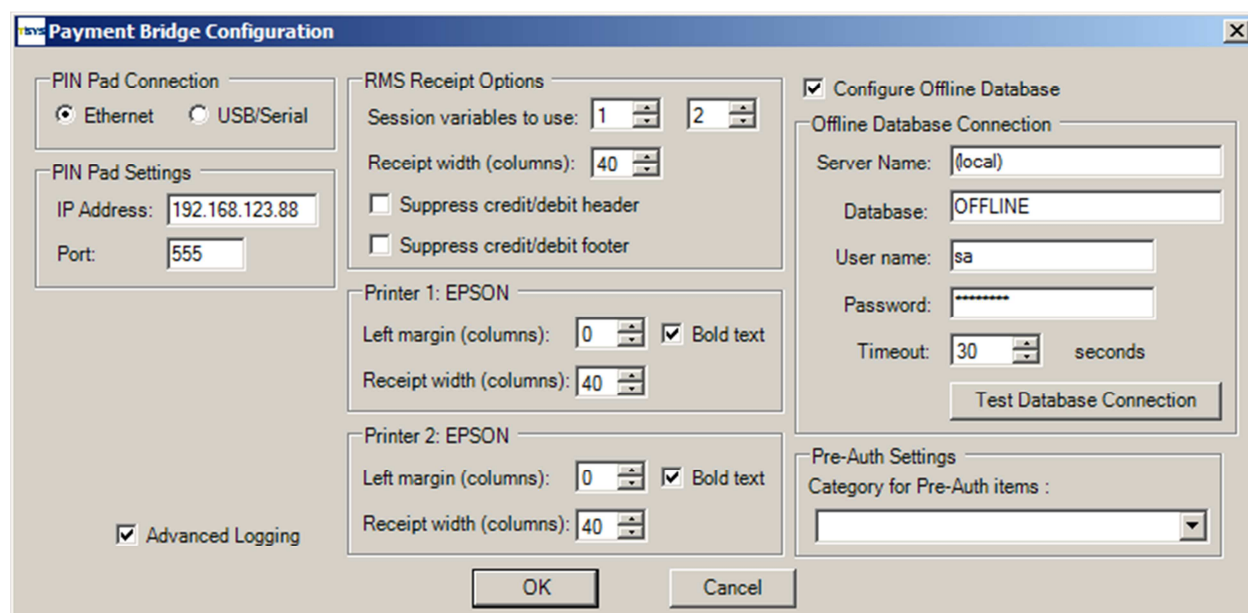 TSYS Payment Bridge Configuration
PIN Pad Connection
Ethernet USB/Serial
PIN Pad Settings
IP Address: 192.168.123.88
Port: 555
Advanced Logging
RMS Receipt Options
Session variables to use: 1 2
Receipt width (columns): 40
Suppress credit/debit header
Suppress credit/debit footer
Printer 1: EPSON
Left margin (columns): 0 Bold text
Receipt width (columns): 40
Printer 2: EPSON
Left margin (columns): 0 Bold text
Receipt width (columns): 40
Configure Offline Database
Offline Database Connection
Server Name: (local)
Database: OFFLINE
User name: sa
Password: ********
Timeout: 30 seconds
Test Database Connection
Pre-Auth Settings
Category for Pre-Auth items :
OK Cancel